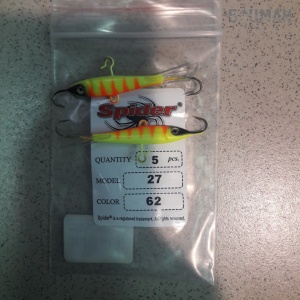 Spider®
QUANTITY 5 pcs.
MODEL 27
COLOR 62
Spider® is a registered trademark. All rights reserved.